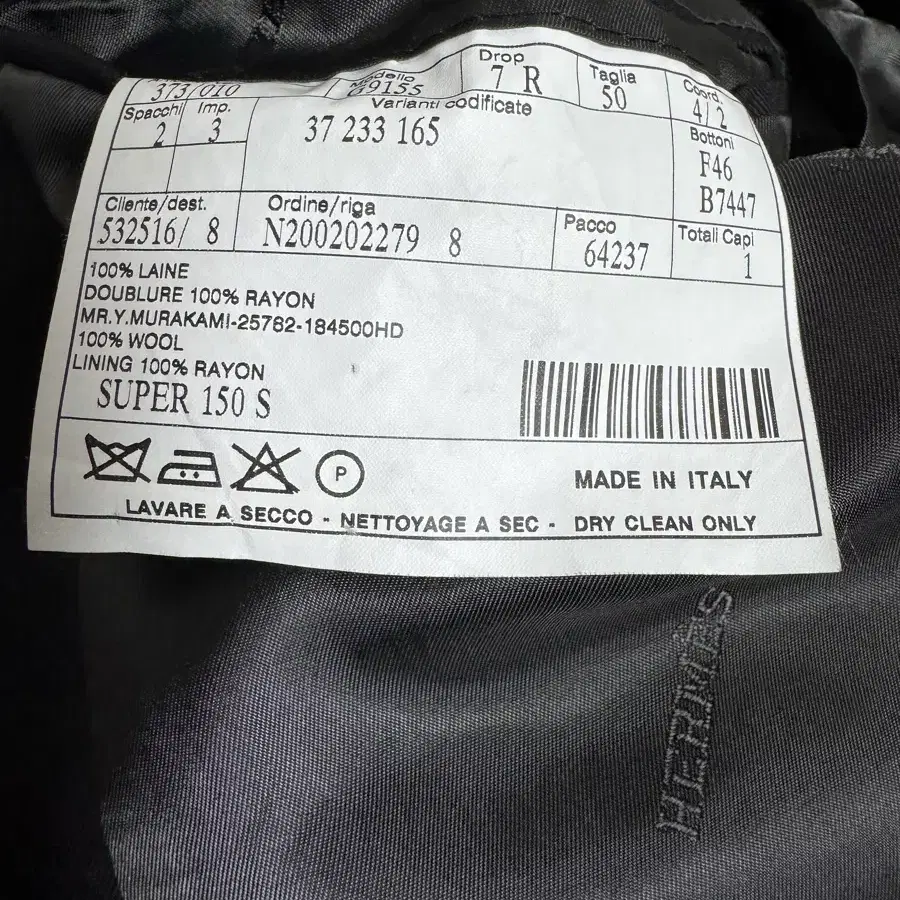 Modello Drop Taglia Coord.
373/010 39155 7 R 50 4/2
Spacchi Imp. Varianti codificate Bottoni
2 3 37 233 165 F46
B7447
Cliente/dest. Ordine/riga Pacco Totali Capi
532516/ 8 N200202279 8 64237 1
100% LAINE
DOUBLURE 100% RAYON
MR.Y.MURAKAMI-25762-184500HD
100% WOOL
LINING 100% RAYON
SUPER 150 S
P
MADE IN ITALY
LAVARE A SECCO - NETTOYAGE A SEC - DRY CLEAN ONLY
HERMÈS